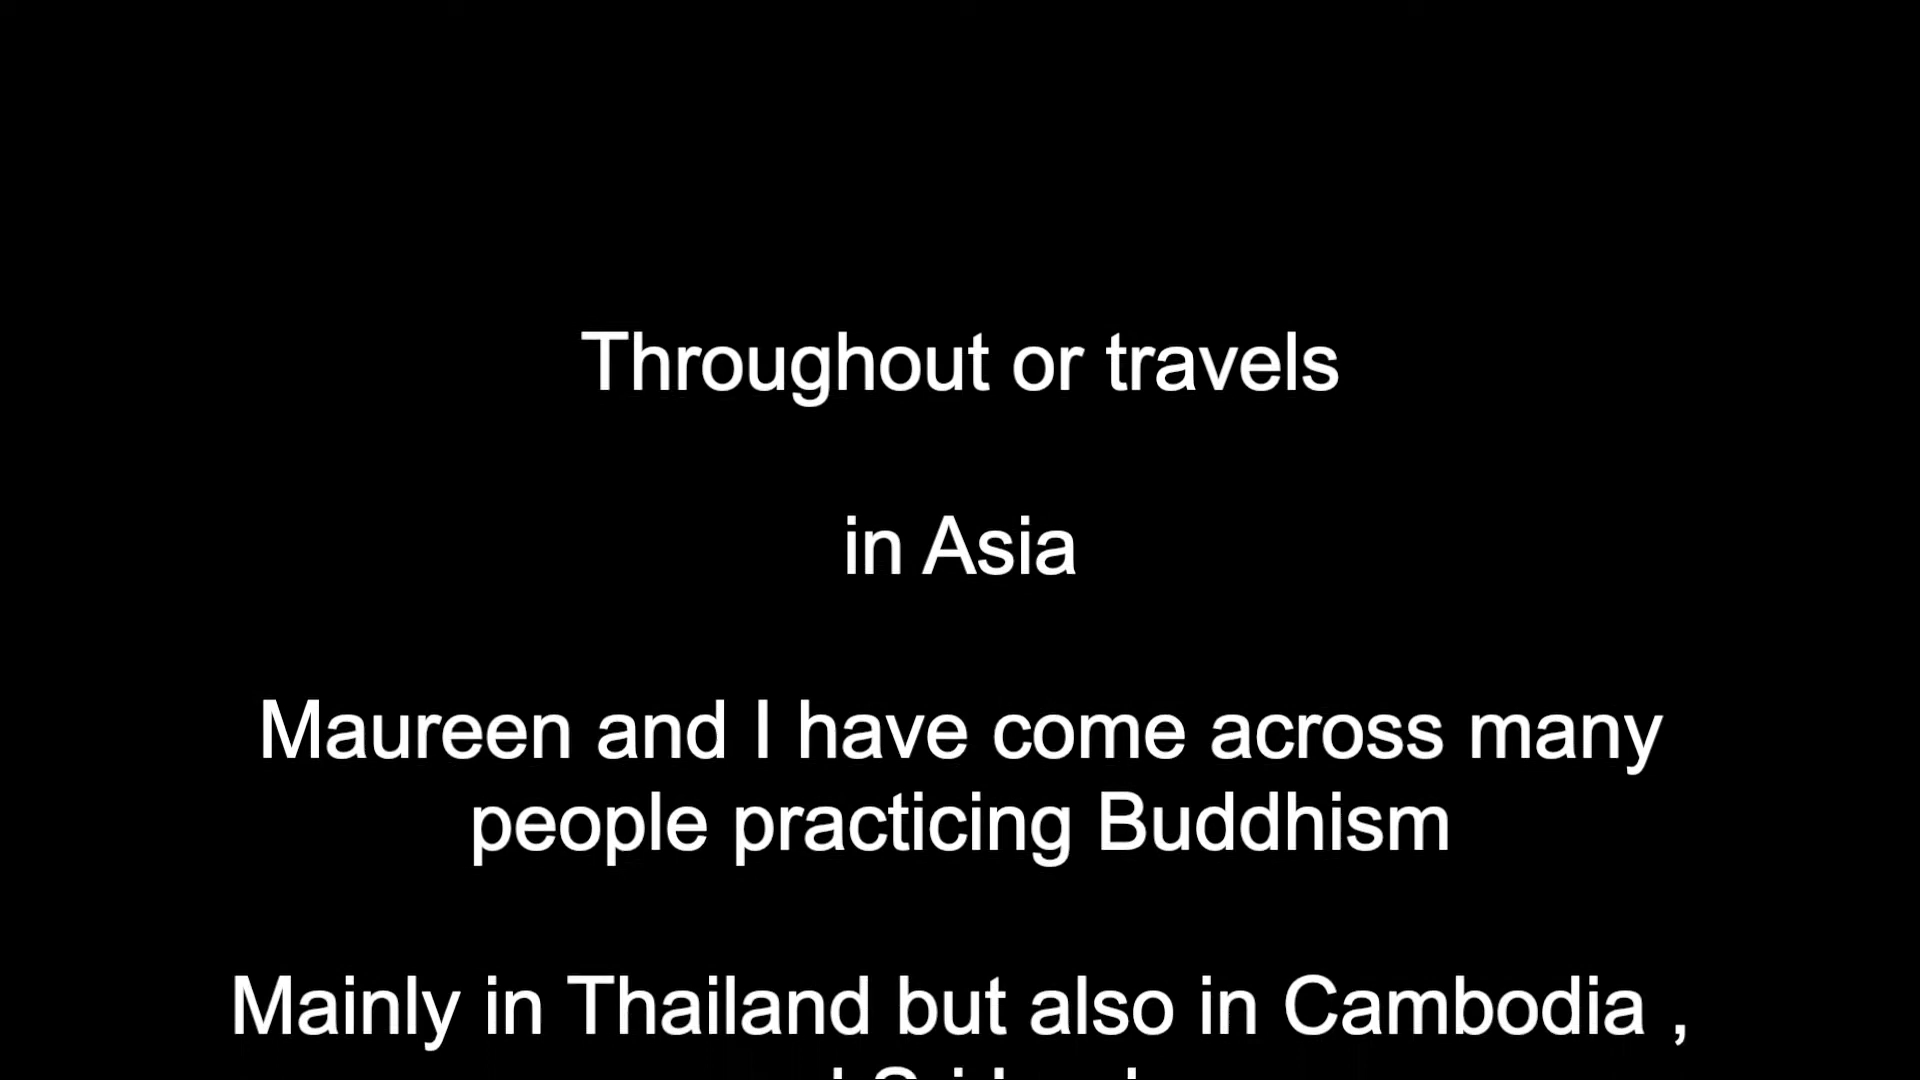 Throughout or travels
in Asia
Maureen and I have come across many
people practicing Buddhism
Mainly in Thailand but also in Cambodia ,